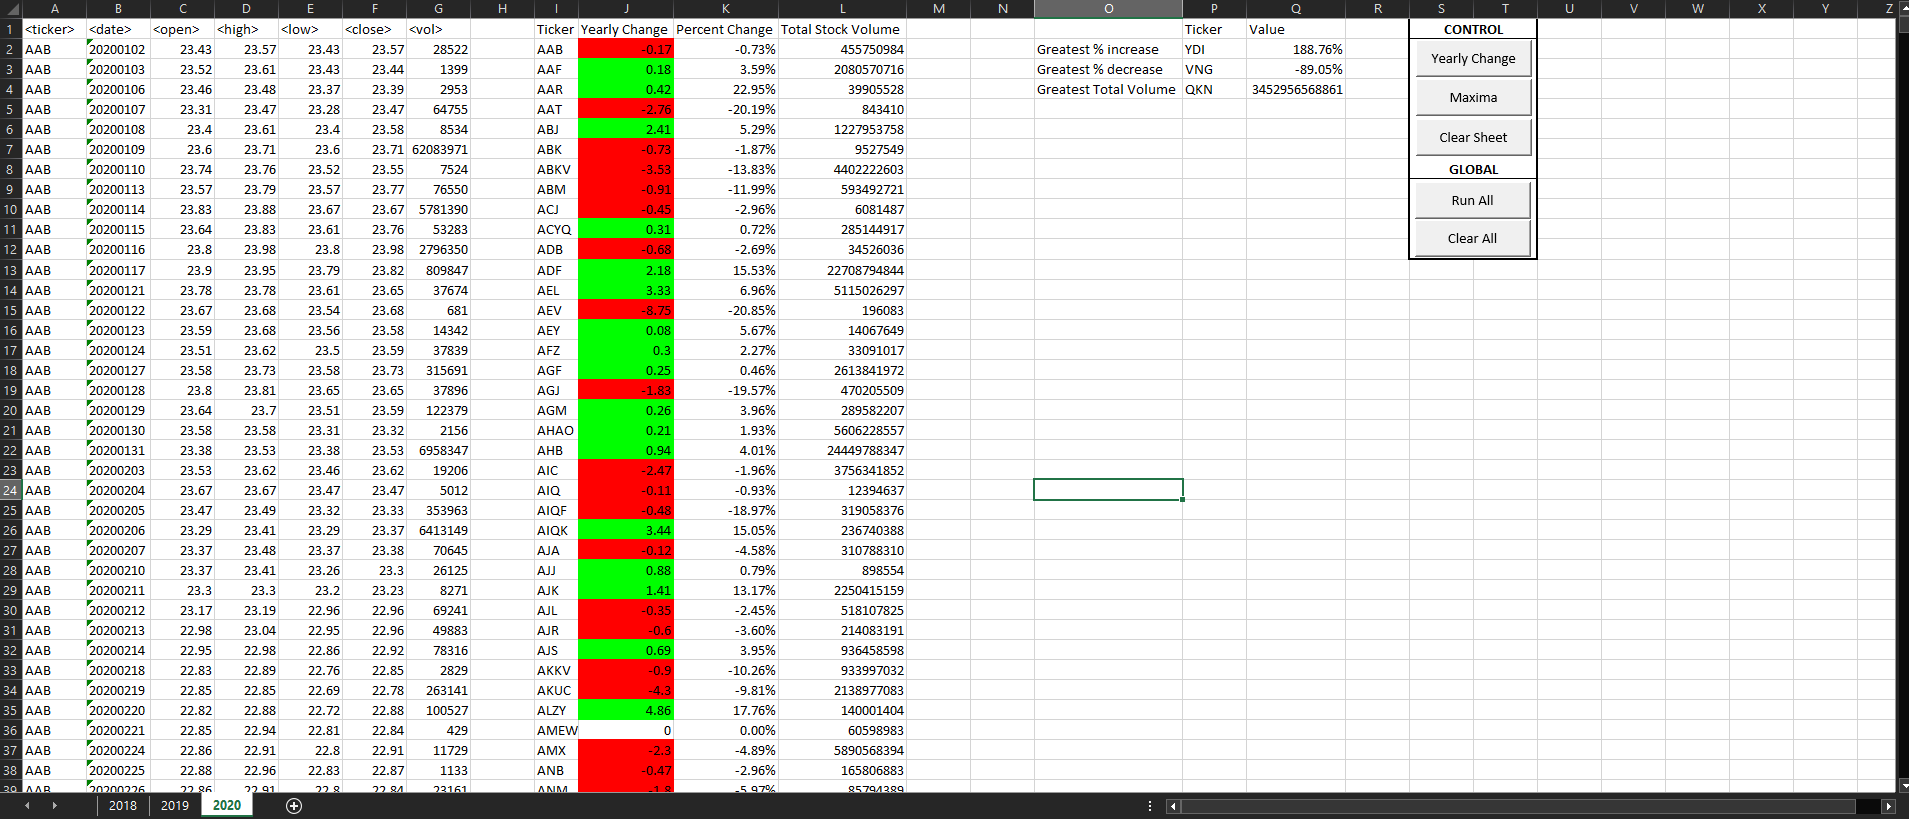 A B C D E F G H I J K L M N O P Q R S T U V W X Y Z
1 <ticker> <date> <open> <high> <low> <close> <vol> Ticker Yearly Change Percent Change Total Stock Volume Ticker Value CONTROL
2 AAB 20200102 23.43 23.57 23.43 23.57 28522 AAB -0.17 -0.73% 455750984 Greatest % increase YDI 188.76% Yearly Change
3 AAB 20200103 23.52 23.61 23.43 23.44 1399 AAF 0.18 3.59% 2080570716 Greatest % decrease VNG -89.05%
4 AAB 20200106 23.46 23.48 23.37 23.39 2953 AAR 0.42 22.95% 39905528 Greatest Total Volume QKN 3452956568861 Maxima
5 AAB 20200107 23.31 23.47 23.28 23.47 64755 AAT -2.76 -20.19% 843410
6 AAB 20200108 23.4 23.61 23.4 23.58 8534 ABJ 2.41 5.29% 1227953758 Clear Sheet
7 AAB 20200109 23.6 23.71 23.6 23.71 62083971 ABK -0.73 -1.87% 9527549
8 AAB 20200110 23.74 23.76 23.52 23.55 7524 ABKV -3.53 -13.83% 4402222603 GLOBAL
9 AAB 20200113 23.57 23.79 23.57 23.77 76550 ABM -0.91 -11.99% 593492721 Run All
10 AAB 20200114 23.83 23.88 23.67 23.67 5781390 ACJ -0.45 -2.96% 6081487
11 AAB 20200115 23.64 23.83 23.61 23.76 53283 ACYQ 0.31 0.72% 285144917 Clear All
12 AAB 20200116 23.8 23.98 23.8 23.98 2796350 ADB -0.68 -2.69% 34526036
13 AAB 20200117 23.9 23.95 23.79 23.82 809847 ADF 2.18 15.53% 22708794844
14 AAB 20200121 23.78 23.78 23.61 23.65 37674 AEL 3.33 6.96% 5115026297
15 AAB 20200122 23.67 23.68 23.54 23.68 681 AEV -8.75 -20.85% 196083
16 AAB 20200123 23.59 23.68 23.56 23.58 14342 AEY 0.08 5.67% 14067649
17 AAB 20200124 23.51 23.62 23.5 23.59 37839 AFZ 0.3 2.27% 33091017
18 AAB 20200127 23.58 23.73 23.58 23.73 315691 AGF 0.25 0.46% 2613841972
19 AAB 20200128 23.8 23.81 23.65 23.65 37896 AGJ -1.83 -19.57% 470205509
20 AAB 20200129 23.64 23.7 23.51 23.59 122379 AGM 0.26 3.96% 289582207
21 AAB 20200130 23.58 23.58 23.31 23.32 2156 AHAO 0.21 1.93% 5606228557
22 AAB 20200131 23.38 23.53 23.38 23.53 6958347 AHB 0.94 4.01% 24449788347
23 AAB 20200203 23.53 23.62 23.46 23.62 19206 AIC -2.47 -1.96% 3756341852
24 AAB 20200204 23.67 23.67 23.47 23.47 5012 AIQ -0.11 -0.93% 12394637
25 AAB 20200205 23.47 23.49 23.32 23.33 353963 AIQF -0.48 -18.97% 319058376
26 AAB 20200206 23.29 23.41 23.29 23.37 6413149 AIQK 3.44 15.05% 236740388
27 AAB 20200207 23.37 23.48 23.37 23.38 70645 AJA -0.12 -4.58% 310788310
28 AAB 20200210 23.37 23.41 23.26 23.3 26125 AJJ 0.88 0.79% 898554
29 AAB 20200211 23.3 23.3 23.2 23.23 8271 AJK 1.41 13.17% 2250415159
30 AAB 20200212 23.17 23.19 22.96 22.96 69241 AJL -0.35 -2.45% 518107825
31 AAB 20200213 22.98 23.04 22.95 22.96 49883 AJR -0.6 -3.60% 214083191
32 AAB 20200214 22.95 22.98 22.86 22.92 78316 AJS 0.69 3.95% 936458598
33 AAB 20200218 22.83 22.89 22.76 22.85 2829 AKKV -0.9 -10.26% 933997032
34 AAB 20200219 22.85 22.85 22.69 22.78 263141 AKUC -4.3 -9.81% 2138977083
35 AAB 20200220 22.82 22.88 22.72 22.88 100527 ALZY 4.86 17.76% 140001404
36 AAB 20200221 22.85 22.94 22.81 22.84 429 AMEW 0 0.00% 60598983
37 AAB 20200224 22.86 22.91 22.8 22.91 11729 AMX -2.3 -4.89% 5890568394
38 AAB 20200225 22.88 22.96 22.83 22.87 1133 ANB -0.47 -2.96% 165806883
39 AAB 20200226 22.86 22.91 22.8 22.84 23161 ANM -1.8 -5.97% 85794389
2018 2019 2020